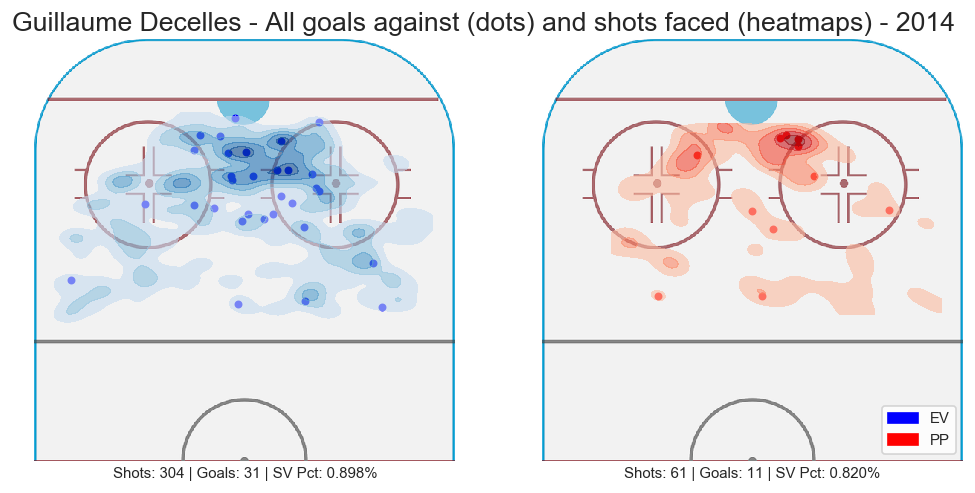 Guillaume Decelles - All goals against (dots) and shots faced (heatmaps) - 2014
EV
PP
Shots: 304 | Goals: 31 | SV Pct: 0.898%
Shots: 61 | Goals: 11 | SV Pct: 0.820%